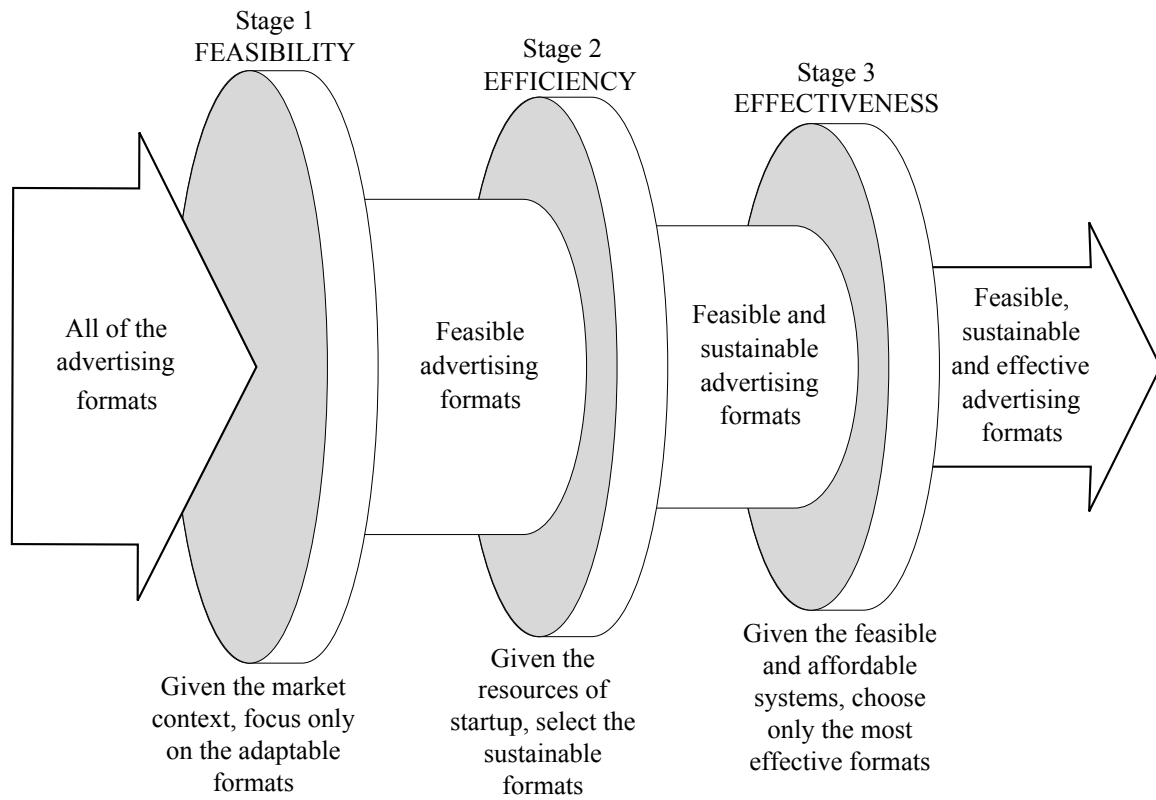 Stage 1
FEASIBILITY
Stage 2
EFFICIENCY
Stage 3
EFFECTIVENESS
All of the
advertising
formats
Feasible
advertising
formats
Feasible and
sustainable
advertising
formats
Feasible,
sustainable
and effective
advertising
formats
Given the market
context, focus only
on the adaptable
formats
Given the
resources of
startup, select the
sustainable
formats
Given the feasible
and affordable
systems, choose
only the most
effective formats